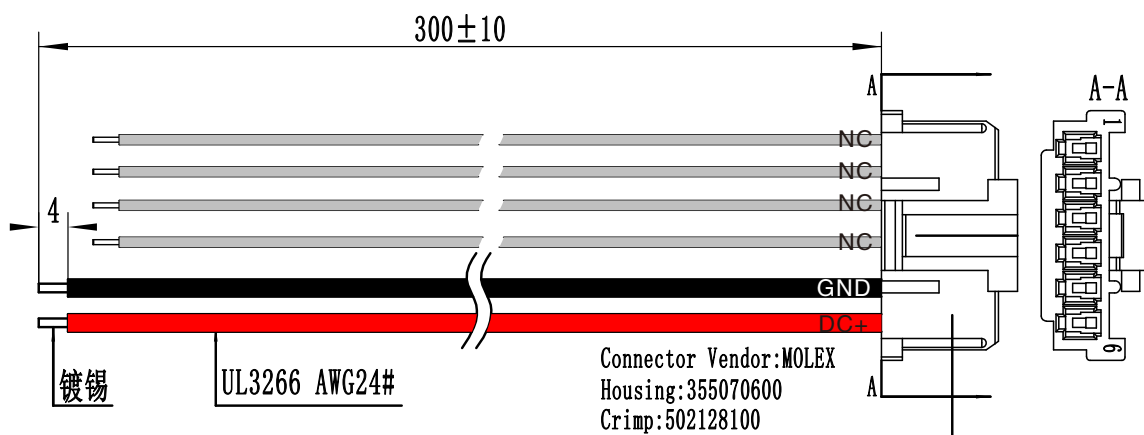 300±10
A
A-A
1
NC
NC
NC
4
NC
GND
DC+
镀锡
UL3266 AWG24#
Connector Vendor:MOLEX
Housing:355070600
Crimp:502128100
6
A